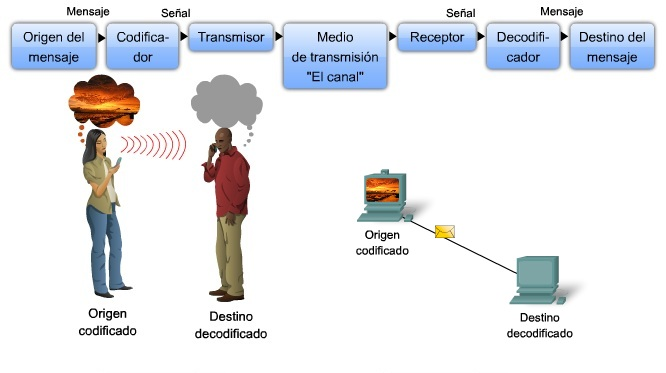 Mensaje
Señal
Señal
Mensaje
Origen del
mensaje
Codifica-
dor
Transmisor
Medio
de transmisión
"El canal"
Receptor
Decodifi-
cador
Destino del
mensaje
Origen
codificado
Destino
decodificado
Origen
codificado
Destino
decodificado